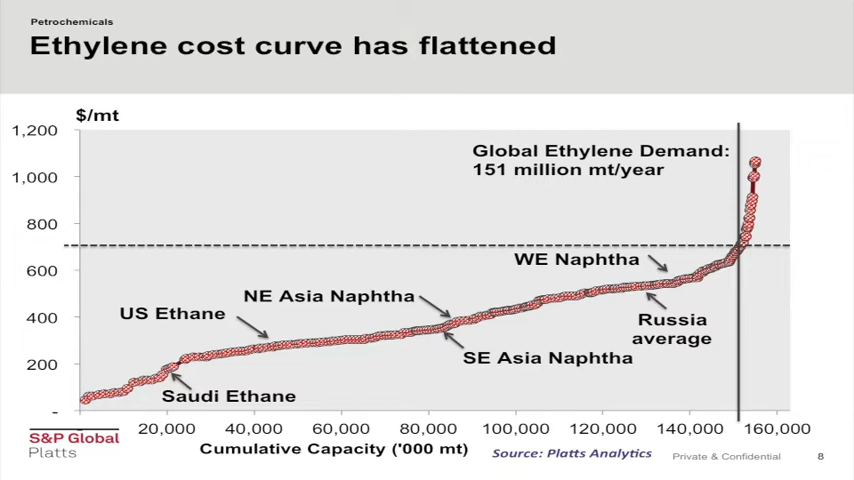 Petrochemicals
Ethylene cost curve has flattened
$/mt
1,200
1,000
800
600
400
200
-
Global Ethylene Demand:
151 million mt/year
WE Naphtha
NE Asia Naphtha
US Ethane
Russia
average
SE Asia Naphtha
Saudi Ethane
20,000 40,000 60,000 80,000 100,000 120,000 140,000 160,000
Cumulative Capacity ('000 mt)
S&P Global
Platts
Source: Platts Analytics
Private & Confidential
8